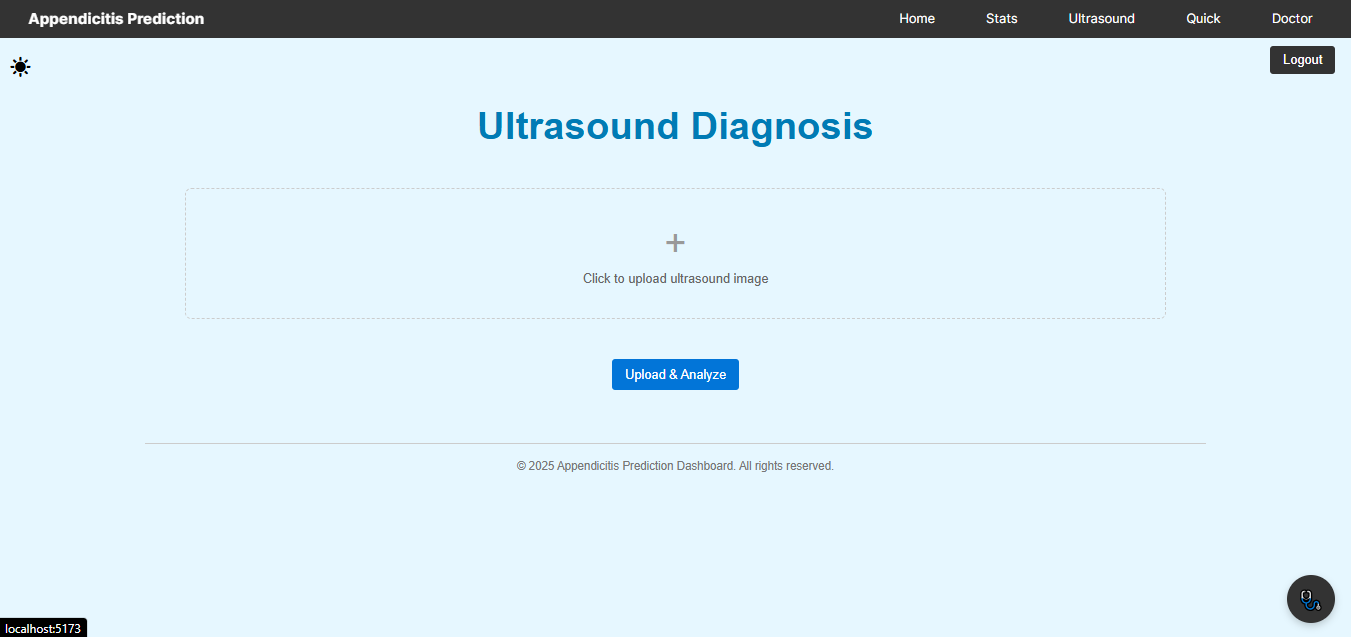 Appendicitis Prediction
Home Stats Ultrasound Quick Doctor
Logout
Ultrasound Diagnosis
+
Click to upload ultrasound image
Upload & Analyze
© 2025 Appendicitis Prediction Dashboard. All rights reserved.
localhost:5173